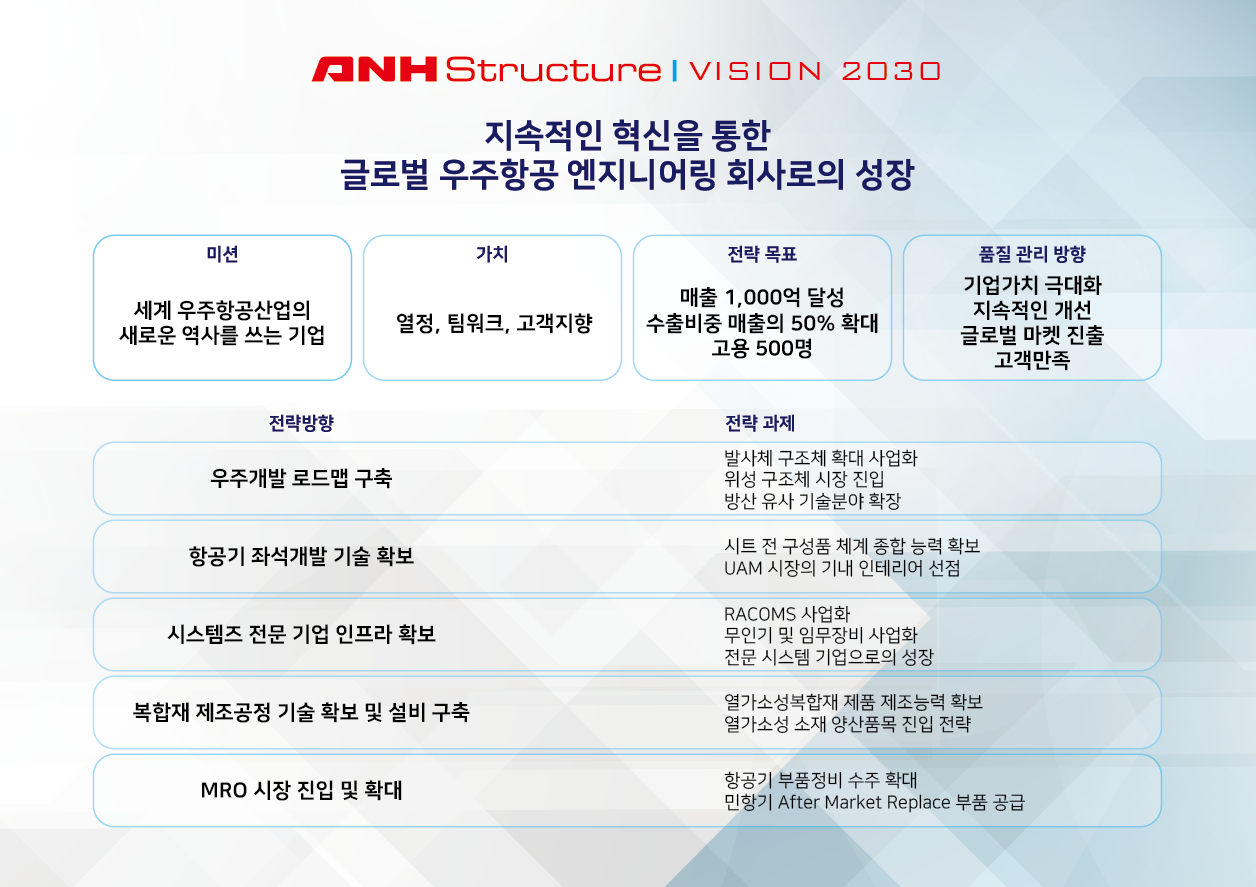 ANH Structure | VISION 2030
지속적인 혁신을 통한
글로벌 우주항공 엔지니어링 회사로의 성장
미션
세계 우주항공산업의
새로운 역사를 쓰는 기업
가치
열정, 팀워크, 고객지향
전략 목표
매출 1,000억 달성
수출비중 매출의 50% 확대
고용 500명
품질 관리 방향
기업가치 극대화
지속적인 개선
글로벌 마켓 진출
고객만족
전략방향
전략 과제
우주개발 로드맵 구축
발사체 구조체 확대 사업화
위성 구조체 시장 진입
방산 유사 기술분야 확장
항공기 좌석개발 기술 확보
시트 전 구성품 체계 종합 능력 확보
UAM 시장의 기내 인테리어 선점
시스템즈 전문 기업 인프라 확보
RACOMS 사업화
무인기 및 임무장비 사업화
전문 시스템 기업으로의 성장
복합재 제조공정 기술 확보 및 설비 구축
열가소성복합재 제품 제조능력 확보
열가소성 소재 양산품목 진입 전략
MRO 시장 진입 및 확대
항공기 부품정비 수주 확대
민항기 After Market Replace 부품 공급